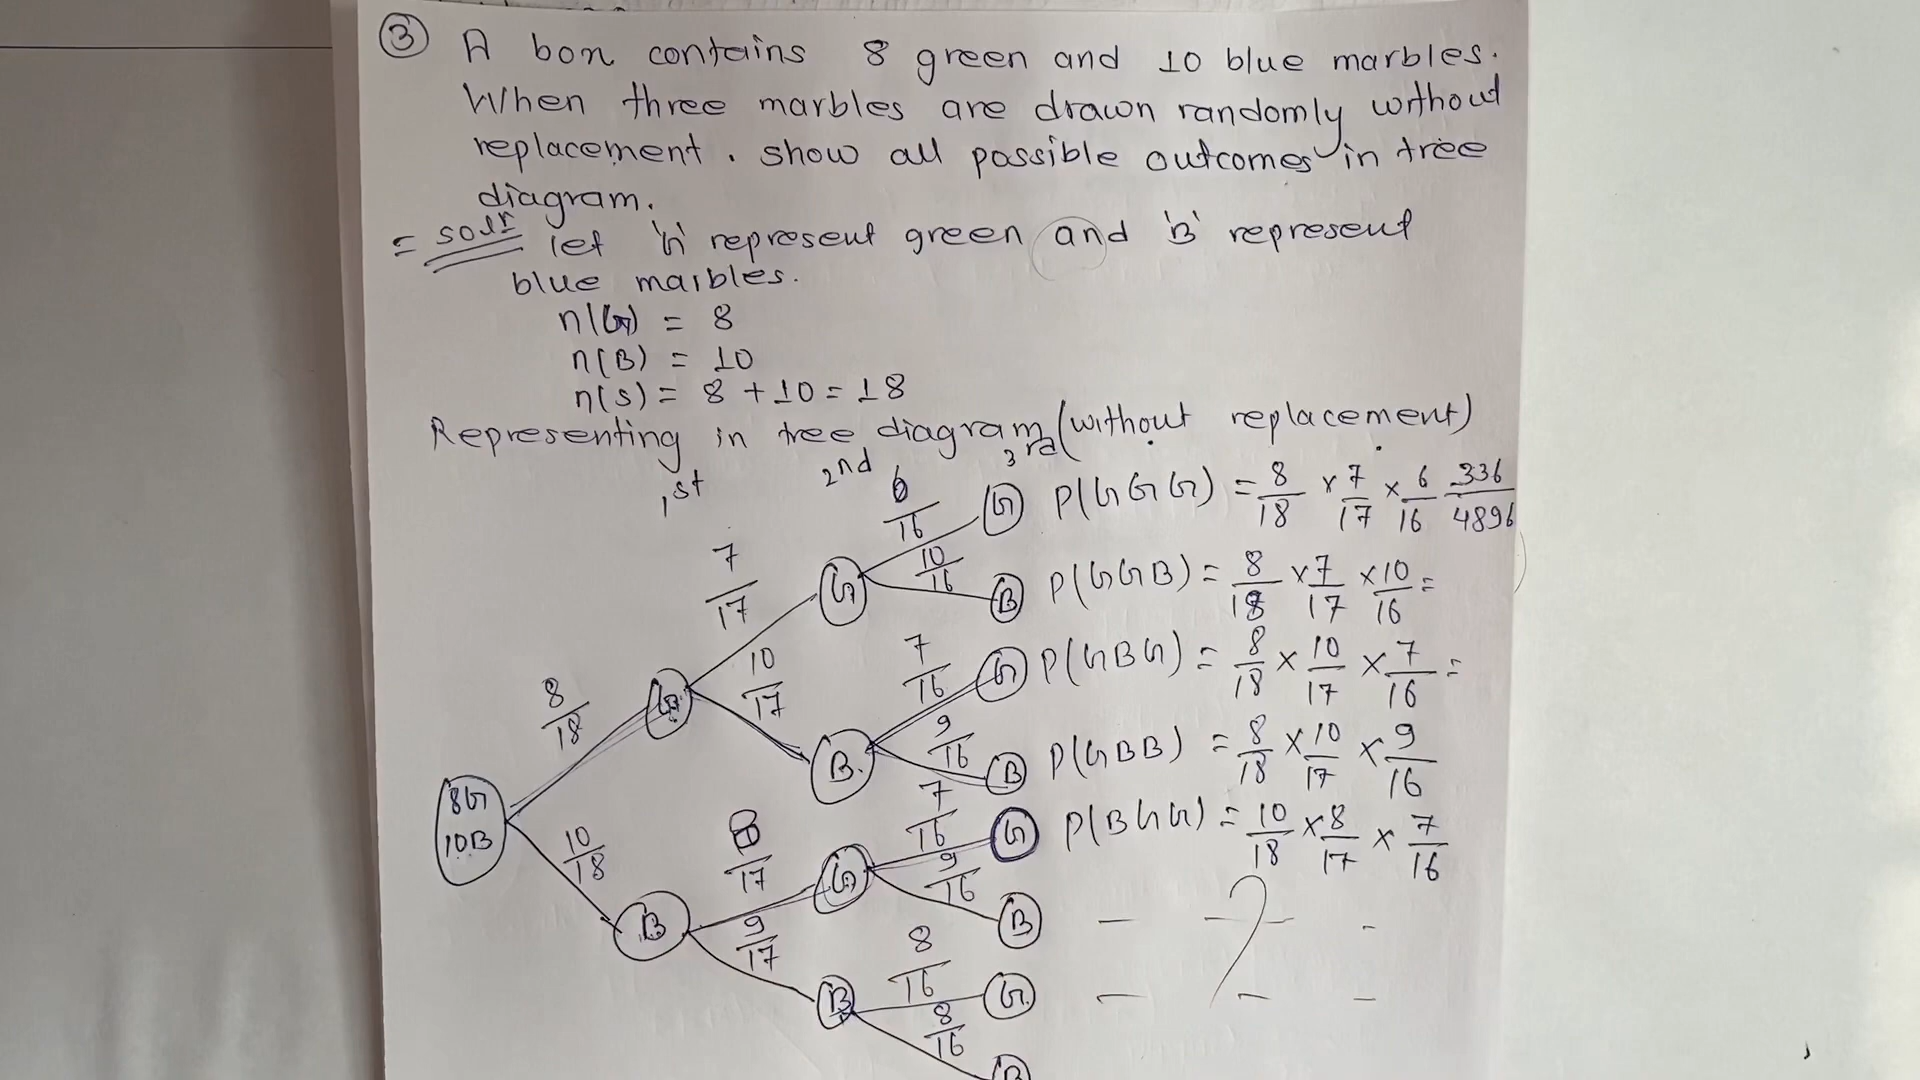 3 A box contains 8 green and 10 blue marbles.
When three marbles are drawn randomly without
replacement. show all possible outcomes in tree
diagram.
= soln let 'G' represent green and 'B' represent
blue marbles.
n(G) = 8
n(B) = 10
n(S) = 8 + 10 = 18
Representing in tree diagram (without replacement)
1st 2nd 3rd
6/16 G P(GGG) = 8/18 × 7/17 × 6/16 336/4896
7/17 G 10/16 B P(GGB) = 8/18 × 7/17 × 10/16 =
8/18 G 10/17 7/16 G P(GBG) = 8/18 × 10/17 × 7/16 =
B. 9/16 B P(GBB) = 8/18 × 10/17 × 9/16
8G
10B
8/17 G 7/16 G P(BGG) = 10/18 × 8/17 × 7/16
10/18 B 9/16 B - - -
9/17 B 8/16 G. - - -
8/16 B